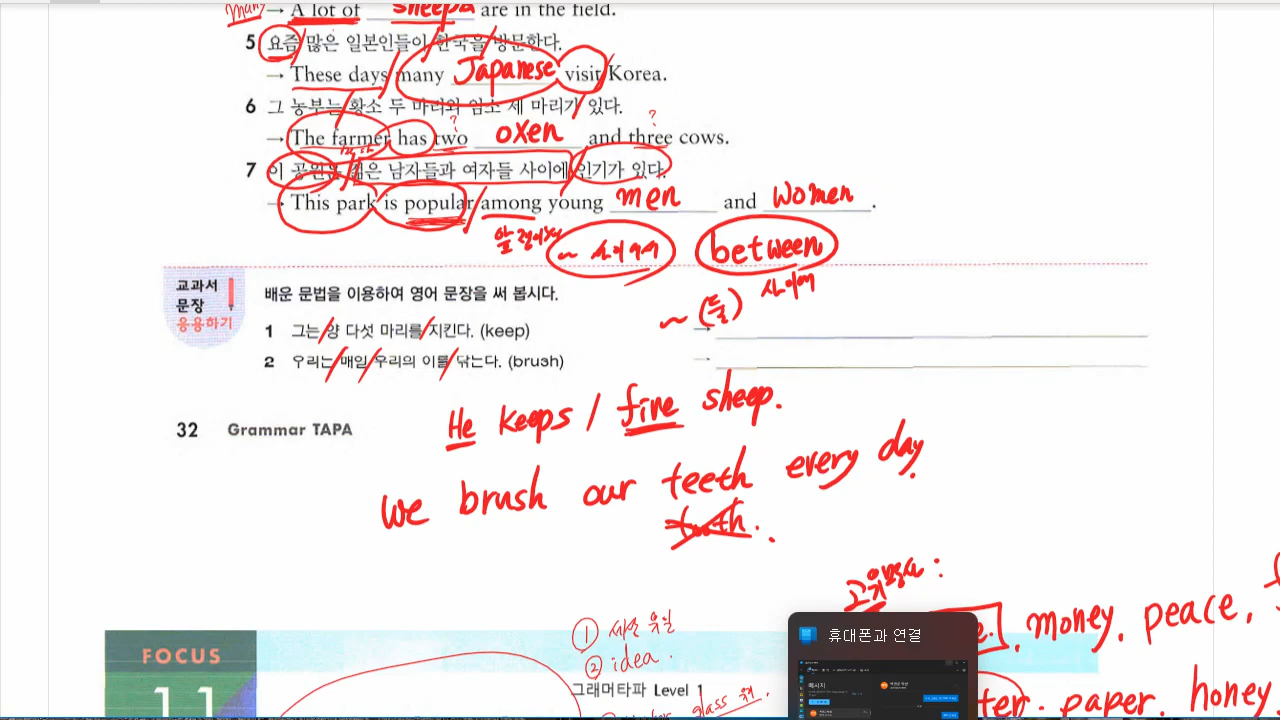 many → A lot of sheepa are in the field.
5 요즘 많은 일본인들이 한국을 방문한다.
→ These days many Japanese visit Korea.
6 그 농부는 황소 두 마리와 암소 세 마리가 있다.
? ?
→ The farmer has two oxen and three cows.
7 이 공원은 젊은 남자들과 여자들 사이에 인기가 있다.
→ This park is popular among young men and women.
~ 사이에서 between
교과서 문장 응용하기
배운 문법을 이용하여 영어 문장을 써 봅시다.
~ (들) 사이에
1 그는 양 다섯 마리를 지킨다. (keep) →
2 우리는 매일 우리의 이를 닦는다. (brush) →
He keeps / five sheep.
32 Grammar TAPA
we brush our teeth every day.
tooth.
고유명사 :
money, peace,
FOCUS
11
①
② idea.
그래머타파 Level 1
glass
휴대폰과 연결
메시지
paper. honey